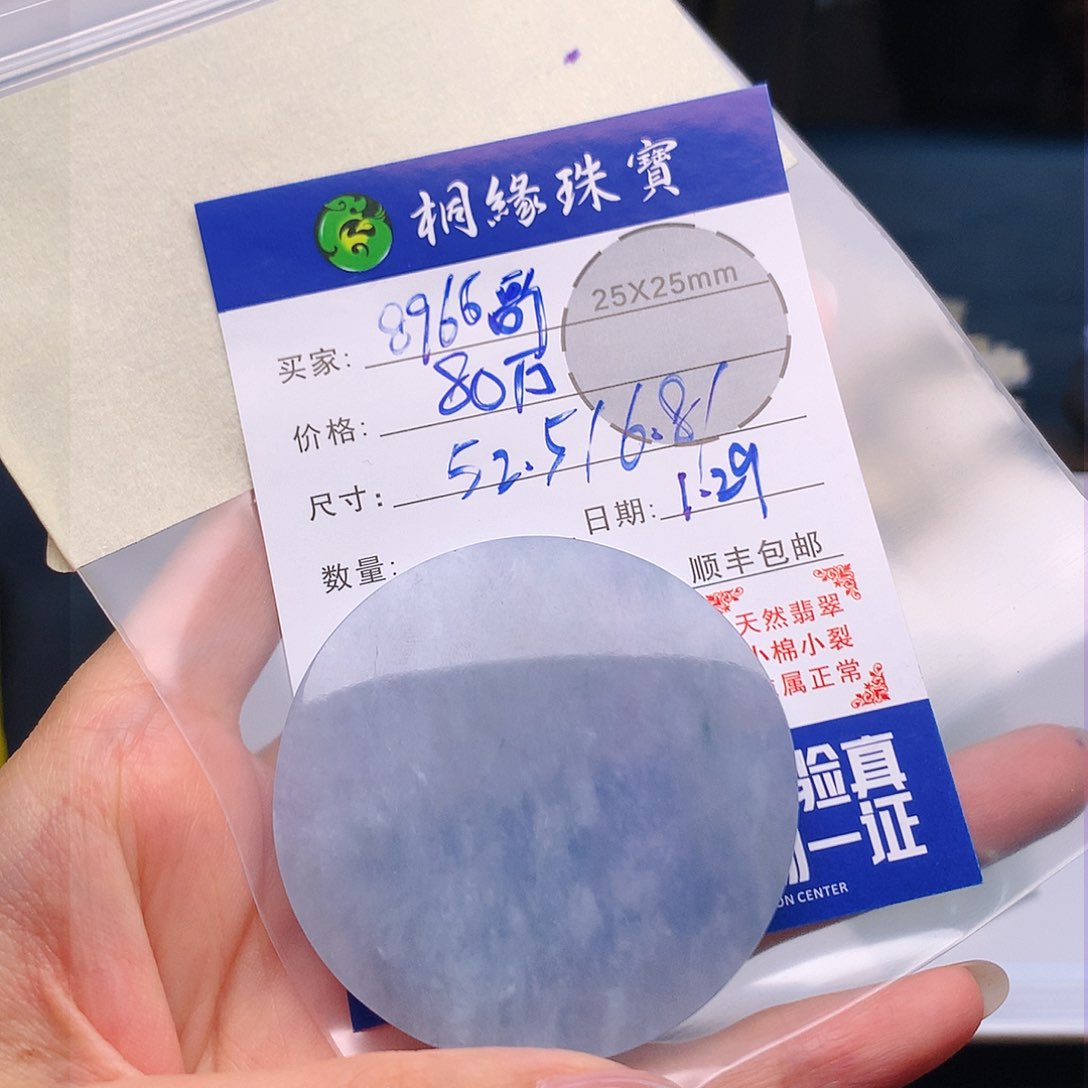 桐緣珠寶
25X25mm
买家: 8966哥
价格: 80万
尺寸: 52.5/6.8/
日期: 1.29
数量:
顺丰包邮
天然翡翠
小棉小裂
属正常
验真
一证
ON CENTER